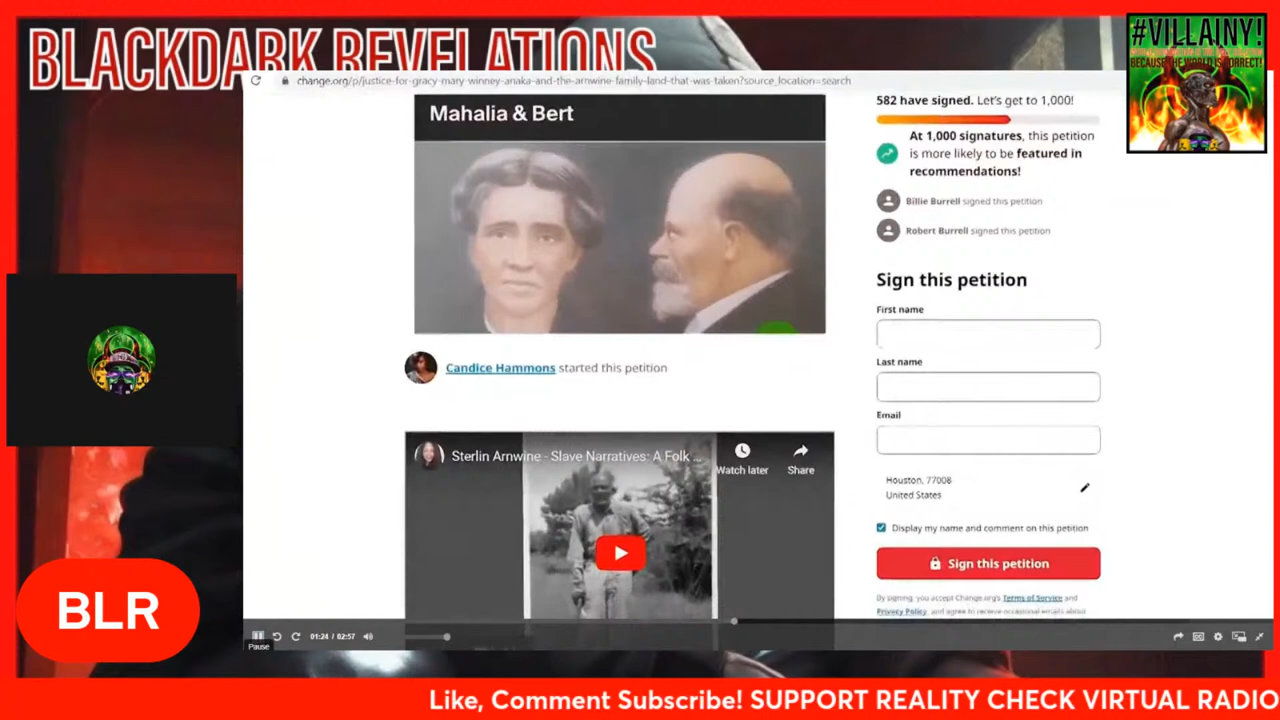 BLACKDARK REVELATIONS
#VILLAINY!
BECAUSE THE WORLD IS CORRECT!
change.org/p/justice-for-gracy-mary-winney-anaka-and-the-arnwine-family-land-that-was-taken?source_location=search
Mahalia & Bert
582 have signed. Let's get to 1,000!
At 1,000 signatures, this petition
is more likely to be featured in
recommendations!
Billie Burrell signed this petition
Robert Burrell signed this petition
Sign this petition
First name
Last name
Email
Candice Hammons started this petition
Sterlin Arnwine - Slave Narratives: A Folk ...
Watch later
Share
Houston, 77008
United States
Display my name and comment on this petition
Sign this petition
By signing, you accept Change.org's Terms of Service and
Privacy Policy, and agree to receive occasional emails about
BLR
01:24 / 02:57
Pause
Like, Comment Subscribe! SUPPORT REALITY CHECK VIRTUAL RADIO